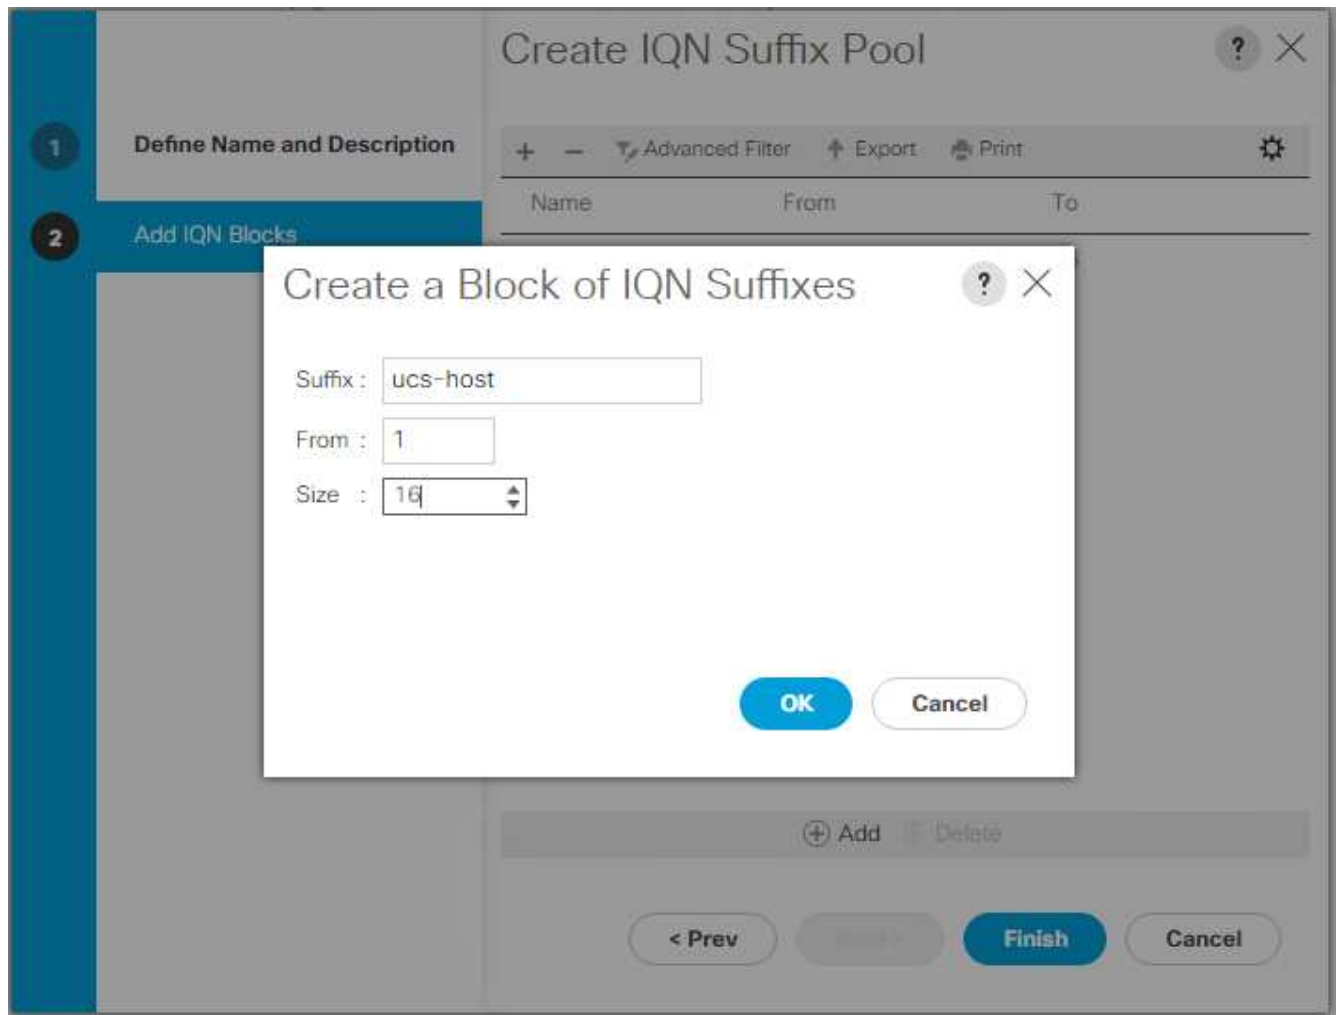 Create IQN Suffix Pool ?
1 Define Name and Description
+ − Advanced Filter Export Print
Name From To
2 Add IQN Blocks
Create a Block of IQN Suffixes ?
Suffix : ucs-host
From : 1
Size : 16
OK Cancel
Add Delete
< Prev Next > Finish Cancel